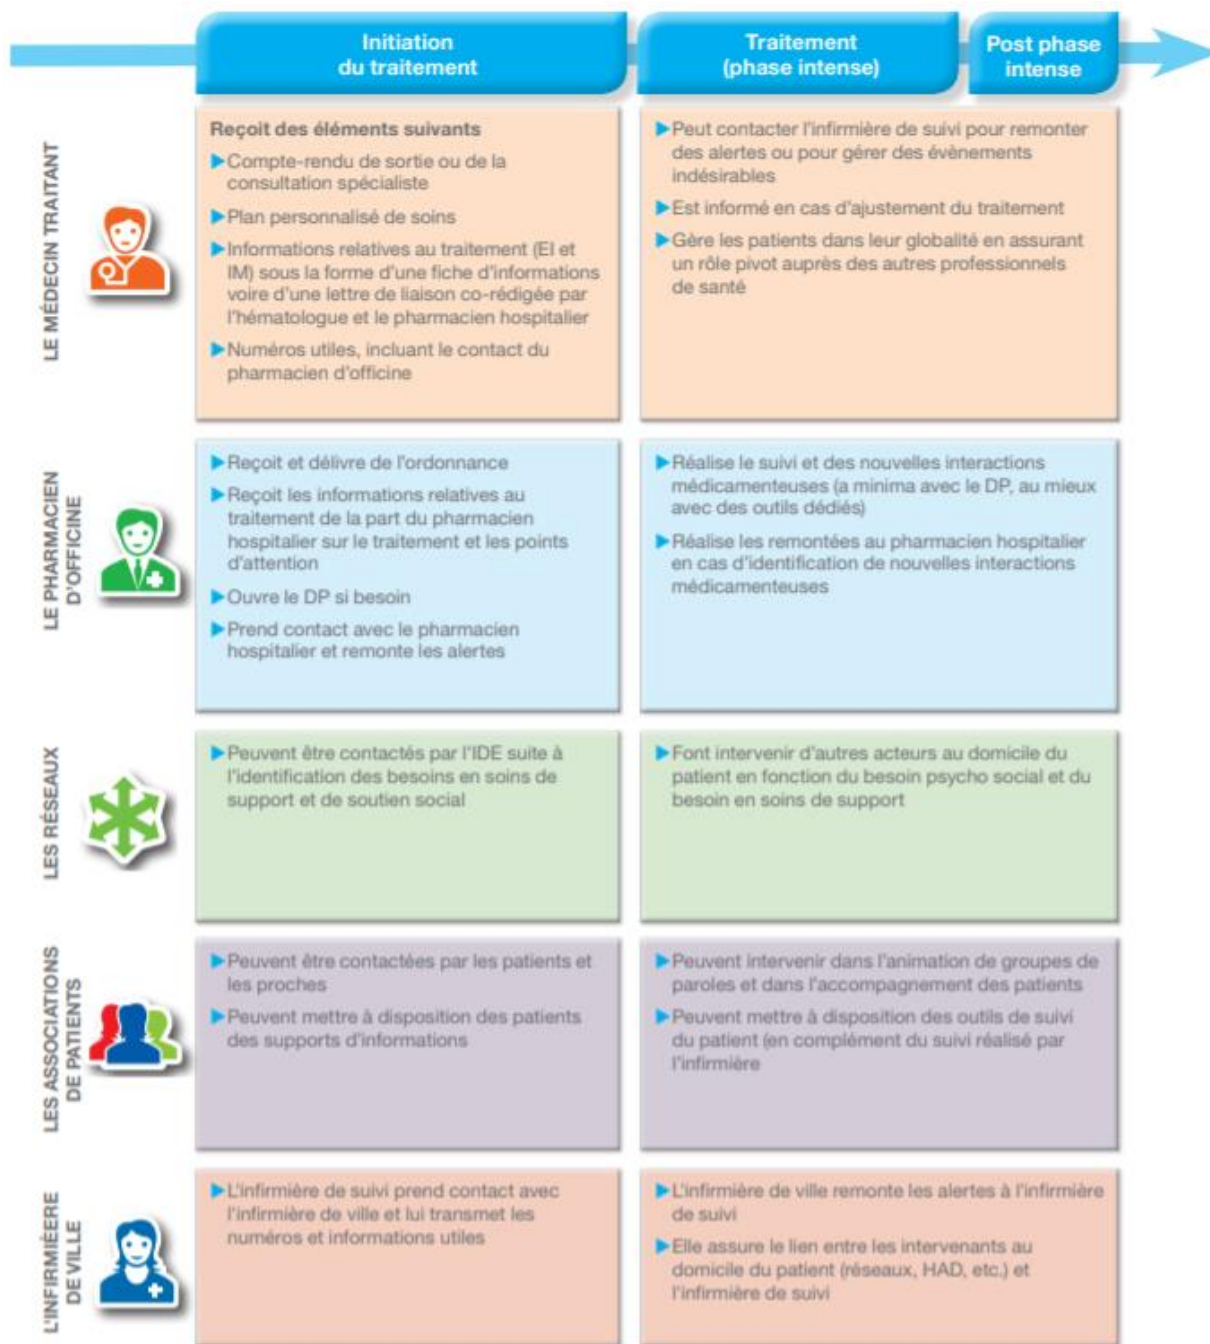 Initiation
du traitement
Traitement
(phase intense)
Post phase
intense
LE MÉDECIN TRAITANT
Reçoit des éléments suivants
Compte-rendu de sortie ou de la
consultation spécialiste
Plan personnalisé de soins
Informations relatives au traitement (EI et
IM) sous la forme d'une fiche d'informations
voire d'une lettre de liaison co-rédigée par
l'hématologue et le pharmacien hospitalier
Numéros utiles, incluant le contact du
pharmacien d'officine
Peut contacter l'infirmière de suivi pour remonter
des alertes ou pour gérer des évènements
indésirables
Est informé en cas d'ajustement du traitement
Gère les patients dans leur globalité en assurant
un rôle pivot auprès des autres professionnels
de santé
LE PHARMACIEN
D'OFFICINE
Reçoit et délivre de l'ordonnance
Reçoit les informations relatives au
traitement de la part du pharmacien
hospitalier sur le traitement et les points
d'attention
Ouvre le DP si besoin
Prend contact avec le pharmacien
hospitalier et remonte les alertes
Réalise le suivi et des nouvelles interactions
médicamenteuses (a minima avec le DP, au mieux
avec des outils dédiés)
Réalise les remontées au pharmacien hospitalier
en cas d'identification de nouvelles interactions
médicamenteuses
LES RÉSEAUX
Peuvent être contactés par l'IDE suite à
l'identification des besoins en soins de
support et de soutien social
Font intervenir d'autres acteurs au domicile du
patient en fonction du besoin psycho social et du
besoin en soins de support
LES ASSOCIATIONS
DE PATIENTS
Peuvent être contactées par les patients et
les proches
Peuvent mettre à disposition des patients
des supports d'informations
Peuvent intervenir dans l'animation de groupes de
paroles et dans l'accompagnement des patients
Peuvent mettre à disposition des outils de suivi
du patient (en complément du suivi réalisé par
l'infirmière
L'INFIRMIÉERE
DE VILLE
L'infirmière de suivi prend contact avec
l'infirmière de ville et lui transmet les
numéros et informations utiles
L'infirmière de ville remonte les alertes à l'infirmière
de suivi
Elle assure le lien entre les intervenants au
domicile du patient (réseaux, HAD, etc.) et
l'infirmière de suivi